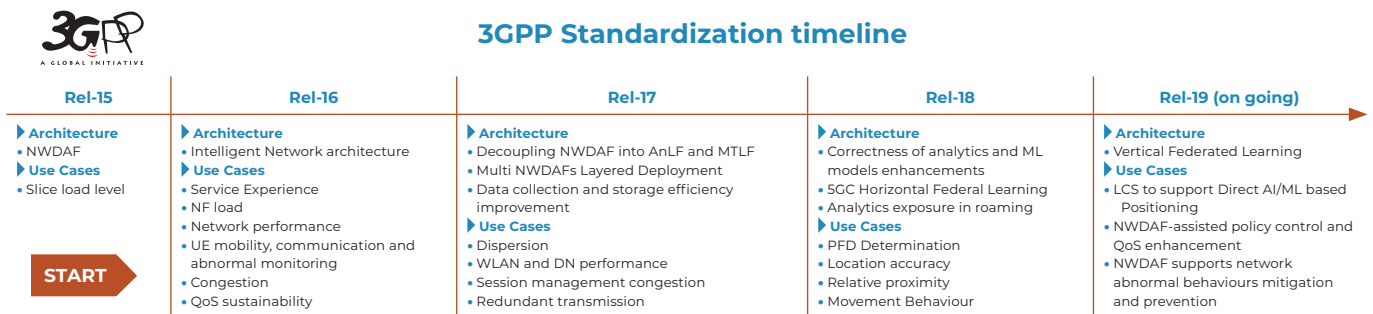 3GPP
A GLOBAL INITIATIVE
3GPP Standardization timeline
Rel-15
Architecture
• NWDAF
Use Cases
• Slice load level
START
Rel-16
Architecture
• Intelligent Network architecture
Use Cases
• Service Experience
• NF load
• Network performance
• UE mobility, communication and
abnormal monitoring
• Congestion
• QoS sustainability
Rel-17
Architecture
• Decoupling NWDAF into AnLF and MTLF
• Multi NWDAFs Layered Deployment
• Data collection and storage efficiency
improvement
Use Cases
• Dispersion
• WLAN and DN performance
• Session management congestion
• Redundant transmission
Rel-18
Architecture
• Correctness of analytics and ML
models enhancements
• 5GC Horizontal Federal Learning
• Analytics exposure in roaming
Use Cases
• PFD Determination
• Location accuracy
• Relative proximity
• Movement Behaviour
Rel-19 (on going)
Architecture
• Vertical Federated Learning
Use Cases
• LCS to support Direct AI/ML based
Positioning
• NWDAF-assisted policy control and
QoS enhancement
• NWDAF supports network
abnormal behaviours mitigation
and prevention